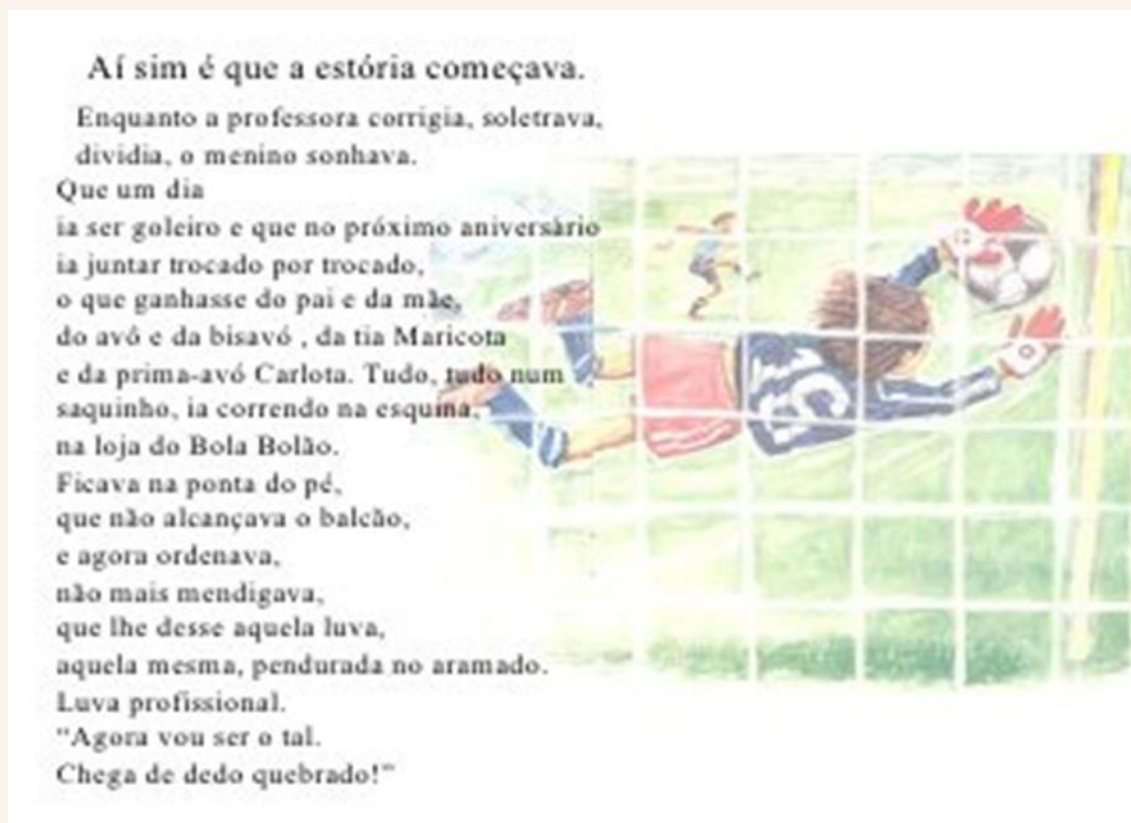 Aí sim é que a estória começava.
Enquanto a professora corrigia, soletrava,
dividia, o menino sonhava.
Que um dia
ia ser goleiro e que no próximo aniversàrio
ia juntar trocado por trocado,
o que ganhasse do pai e da mãe,
do avô e da bisavó , da tia Maricota
e da prima-avó Carlota. Tudo, tudo num
saquinho, ia correndo na esquina,
na loja do Bola Bolão.
Ficava na ponta do pé,
que não alcançava o balcão,
e agora ordenava,
não mais mendigava,
que lhe desse aquela luva,
aquela mesma, pendurada no aramado.
Luva profissional.
"Agora vou ser o tal.
Chega de dedo quebrado!"